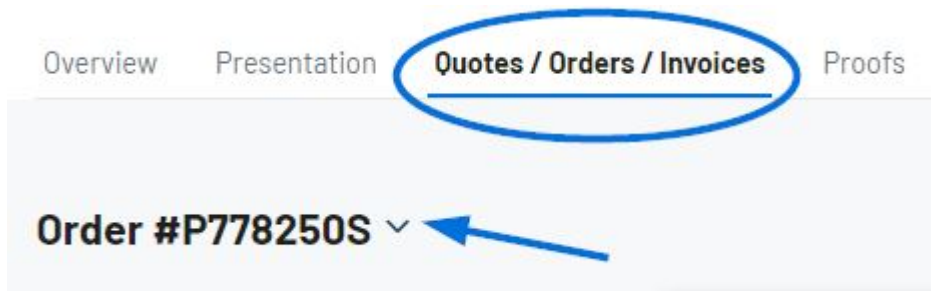 Overview Presentation Quotes / Orders / Invoices Proofs
Order #P778250S